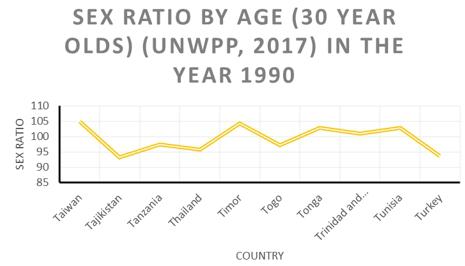 SEX RATIO BY AGE (30 YEAR
OLDS) (UNWPP, 2017) IN THE
YEAR 1990
110
105
100
95
90
85
SEX RATIO
Taiwan
Tajikistan
Tanzania
Thailand
Timor
Togo
Tonga
Trinidad and...
Tunisia
Turkey
COUNTRY